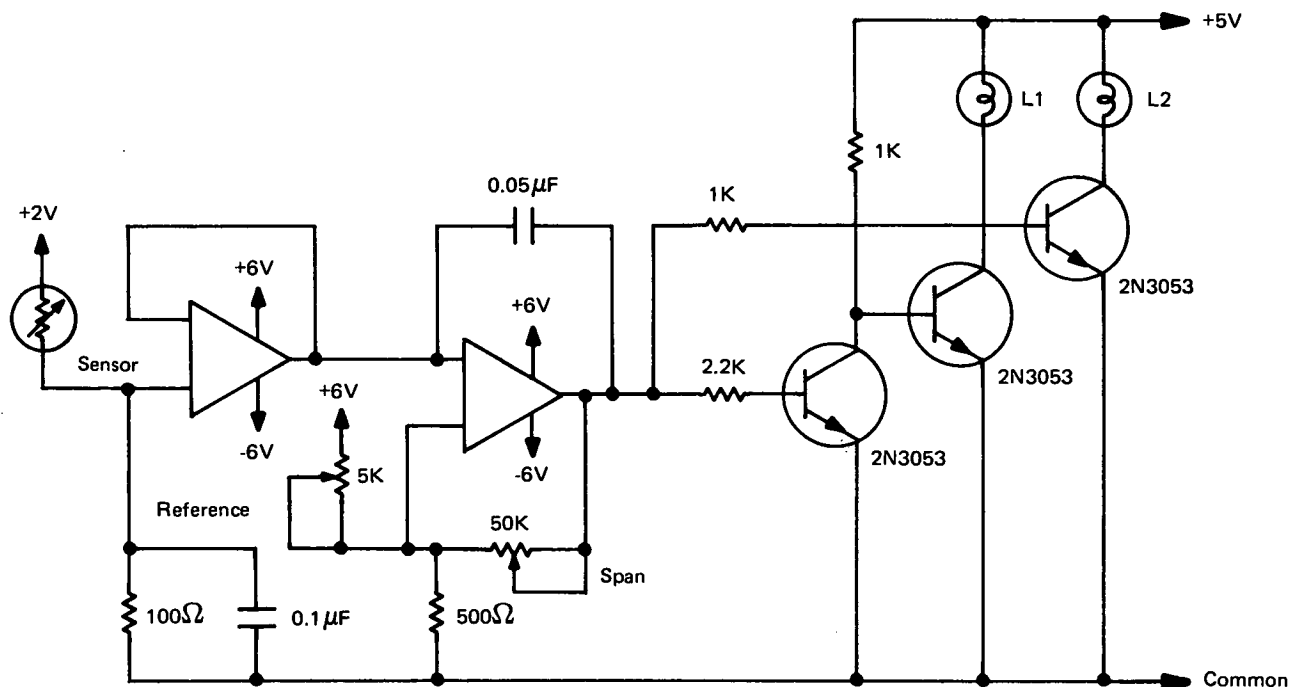 +5V
L1
L2
1K
0.05μF
1K
+2V
+6V
+6V
2N3053
Sensor
2.2K
2N3053
+6V
-6V
5K
-6V
2N3053
Reference
50K
Span
100Ω
0.1μF
500Ω
Common